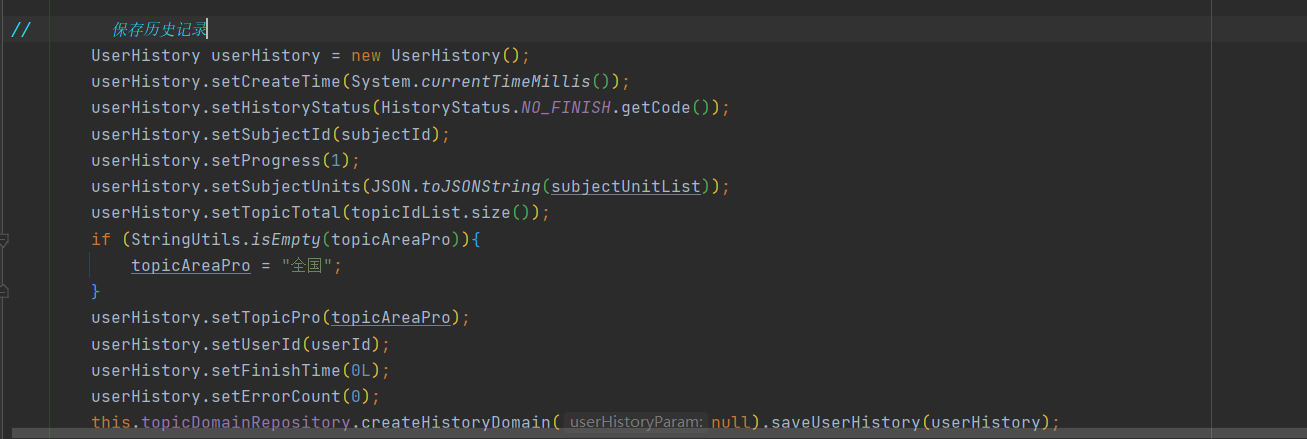 // 保存历史记录
UserHistory userHistory = new UserHistory();
userHistory.setCreateTime(System.currentTimeMillis());
userHistory.setHistoryStatus(HistoryStatus.NO_FINISH.getCode());
userHistory.setSubjectId(subjectId);
userHistory.setProgress(1);
userHistory.setSubjectUnits(JSON.toJSONString(subjectUnitList));
userHistory.setTopicTotal(topicIdList.size());
if (StringUtils.isEmpty(topicAreaPro)){
topicAreaPro = "全国";
}
userHistory.setTopicPro(topicAreaPro);
userHistory.setUserId(userId);
userHistory.setFinishTime(0L);
userHistory.setErrorCount(0);
this.topicDomainRepository.createHistoryDomain( userHistoryParam: null).saveUserHistory(userHistory);